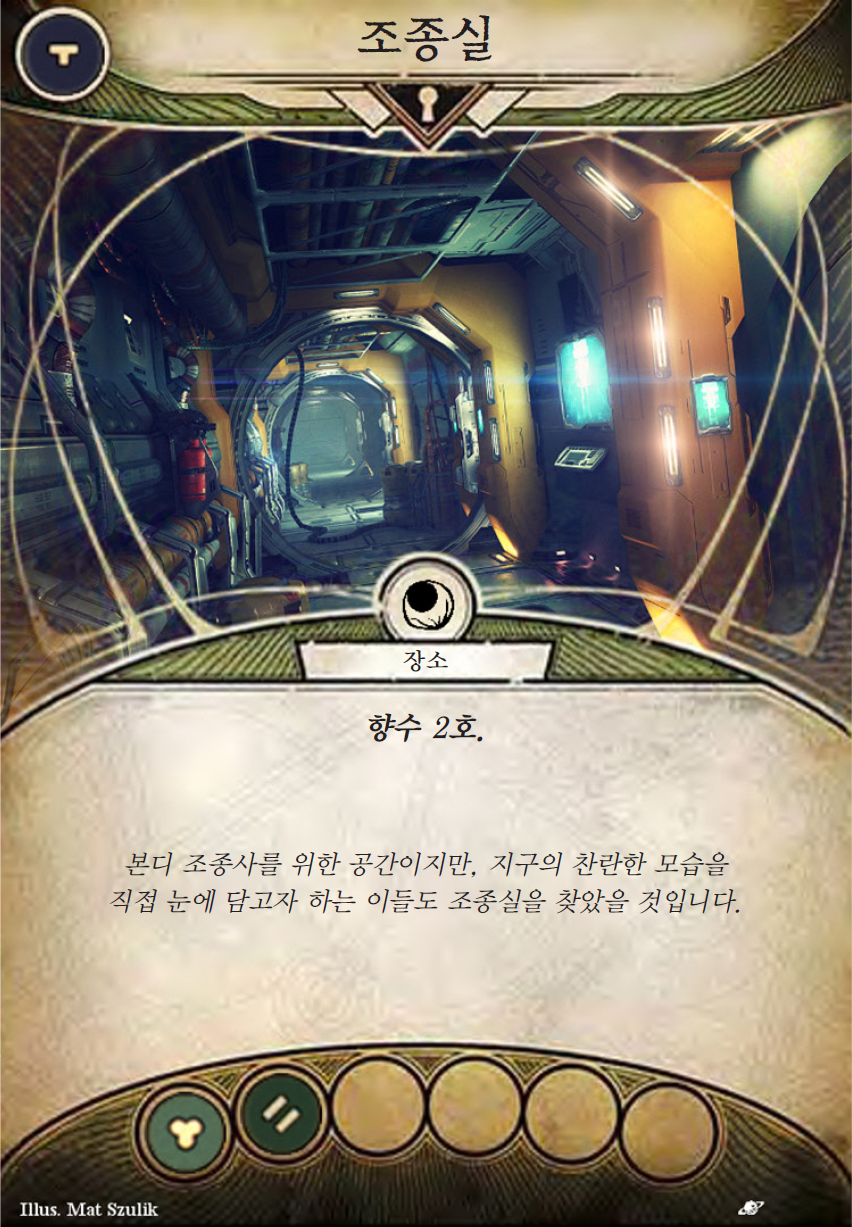 조종실
장소
향수 2호.
본디 조종사를 위한 공간이지만, 지구의 찬란한 모습을
직접 눈에 담고자 하는 이들도 조종실을 찾았을 것입니다.
Illus. Mat Szulik